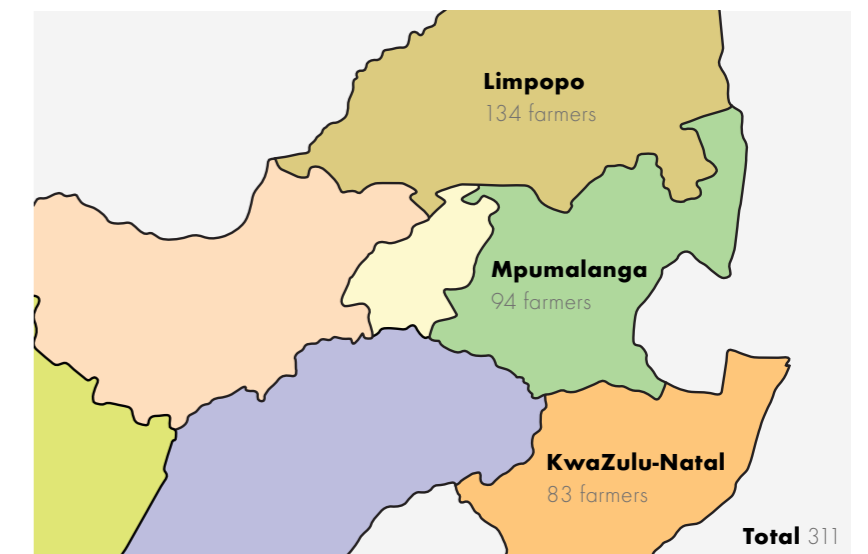 Limpopo
134 farmers
Mpumalanga
94 farmers
KwaZulu-Natal
83 farmers
Total 311